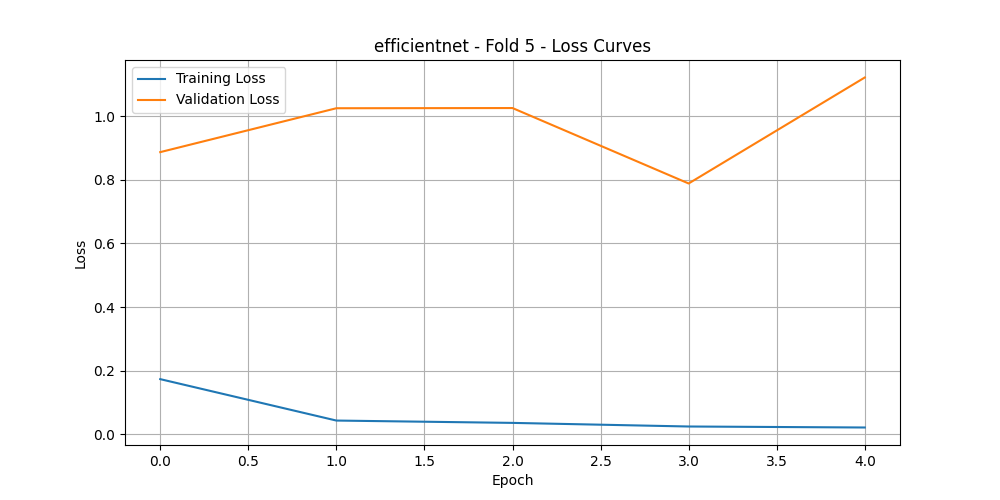 efficientnet - Fold 5 - Loss Curves
Training Loss
Validation Loss
1.0
0.8
0.6
0.4
0.2
0.0
Loss
0.0 0.5 1.0 1.5 2.0 2.5 3.0 3.5 4.0
Epoch